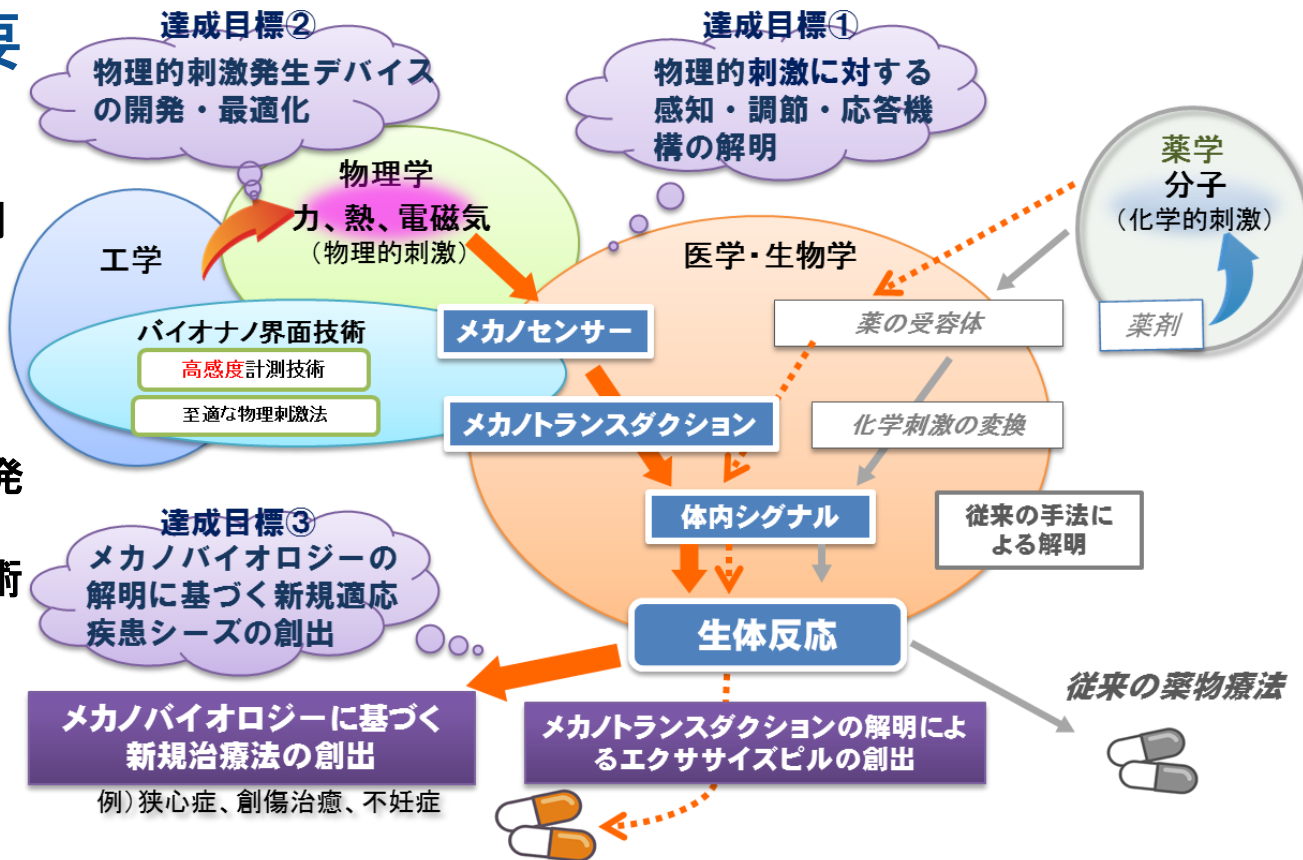 要
達成目標②
物理的刺激発生デバイス
の開発・最適化
達成目標①
物理的刺激に対する
感知・調節・応答機
構の解明
薬学
分子
（化学的刺激）
薬剤
物理学
力、熱、電磁気
（物理的刺激）
工学
医学・生物学
バイオナノ界面技術
高感度計測技術
至適な物理刺激法
メカノセンサー
薬の受容体
メカノトランスダクション
化学刺激の変換
発
体内シグナル
従来の手法に
よる解明
術
達成目標③
メカノバイオロジーの
解明に基づく新規適応
疾患シーズの創出
生体反応
従来の薬物療法
メカノバイオロジーに基づく
新規治療法の創出
メカノトランスダクションの解明によ
るエクササイズピルの創出
例）狭心症、創傷治癒、不妊症